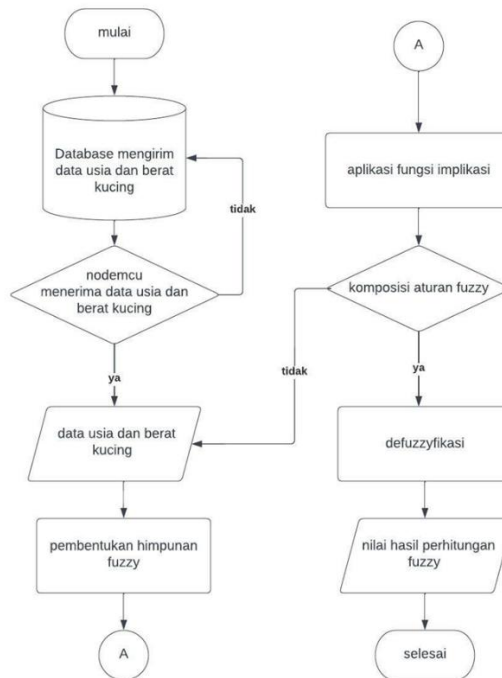 mulai
Database mengirim
data usia dan berat
kucing
tidak
nodemcu
menerima data usia dan
berat kucing
ya
data usia dan berat
kucing
pembentukan himpunan
fuzzy
A
A
aplikasi fungsi implikasi
komposisi aturan fuzzy
tidak
ya
defuzzyfikasi
nilai hasil perhitungan
fuzzy
selesai